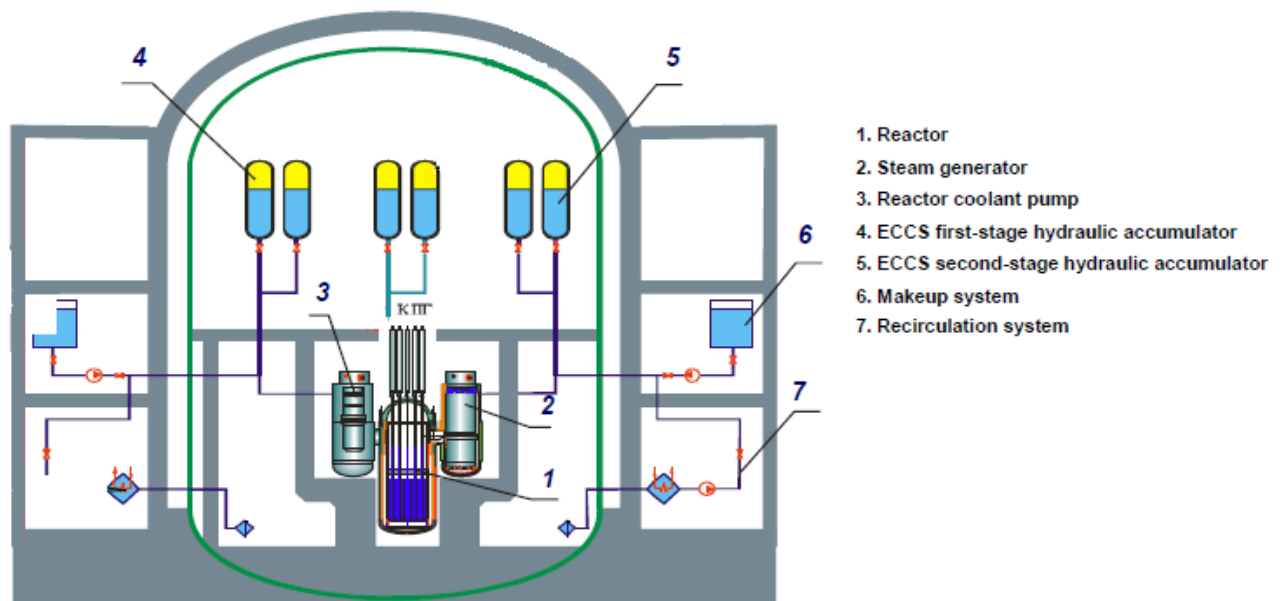 4
5
6
3
КПГ
2
7
1
1. Reactor
2. Steam generator
3. Reactor coolant pump
4. ECCS first-stage hydraulic accumulator
5. ECCS second-stage hydraulic accumulator
6. Makeup system
7. Recirculation system